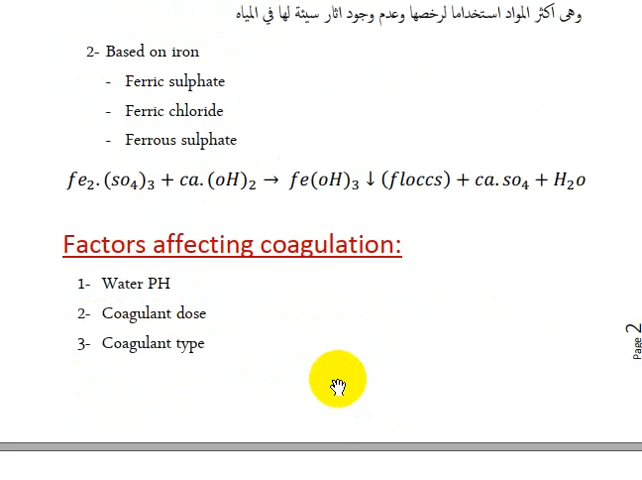 وهى أكثر المواد استخداما لرخصها وعدم وجود اثار سيئة لها في المياه
2- Based on iron
- Ferric sulphate
- Ferric chloride
- Ferrous sulphate
fe₂.(so₄)₃ + ca.(oH)₂ → fe(oH)₃ ↓ (floccs) + ca.so₄ + H₂o
Factors affecting coagulation:
1- Water PH
2- Coagulant dose
3- Coagulant type
Page 2